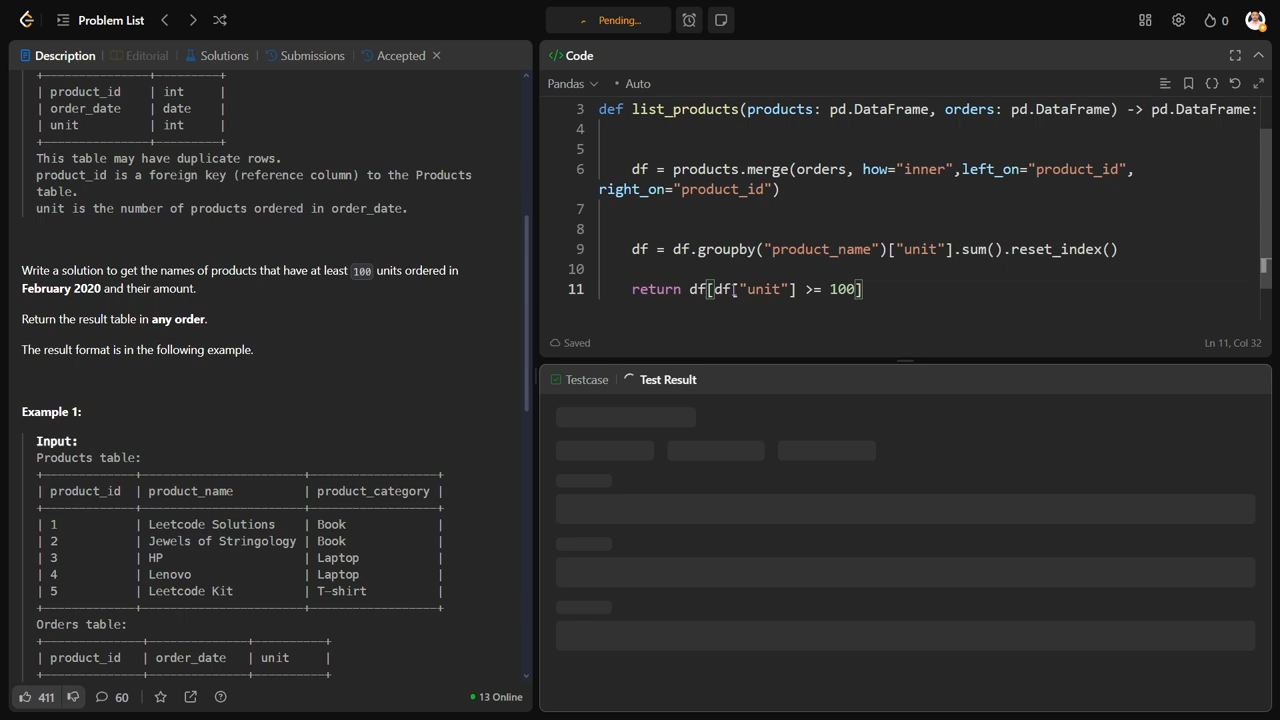 Problem List
Pending...
0
Description
Editorial
Solutions
Submissions
Accepted
+--------------+---------+
| product_id | int |
| order_date | date |
| unit | int |
+--------------+---------+
This table may have duplicate rows.
product_id is a foreign key (reference column) to the Products
table.
unit is the number of products ordered in order_date.
Write a solution to get the names of products that have at least 100 units ordered in
February 2020 and their amount.
Return the result table in any order.
The result format is in the following example.
Example 1:
Input:
Products table:
+-------------+-----------------------+------------------+
| product_id | product_name | product_category |
+-------------+-----------------------+------------------+
| 1 | Leetcode Solutions | Book |
| 2 | Jewels of Stringology | Book |
| 3 | HP | Laptop |
| 4 | Lenovo | Laptop |
| 5 | Leetcode Kit | T-shirt |
+-------------+-----------------------+------------------+
Orders table:
+--------------+--------------+----------+
| product_id | order_date | unit |
+--------------+--------------+----------+
411
60
13 Online
</> Code
Pandas
• Auto
3 def list_products(products: pd.DataFrame, orders: pd.DataFrame) -> pd.DataFrame:
4
5
6 df = products.merge(orders, how="inner",left_on="product_id",
right_on="product_id")
7
8
9 df = df.groupby("product_name")["unit"].sum().reset_index()
10
11 return df[df["unit"] >= 100]
Saved
Ln 11, Col 32
Testcase
Test Result